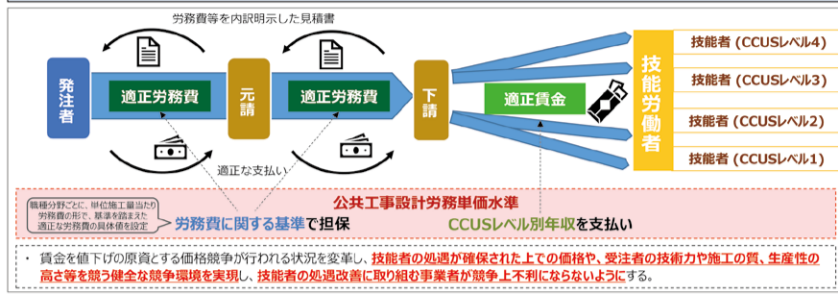 労務費等を内訳明示した見積書
発注者
適正労務費
元請
適正労務費
下請
適正賃金
技能労働者
技能者 (CCUSレベル4)
技能者 (CCUSレベル3)
技能者 (CCUSレベル2)
技能者 (CCUSレベル1)
適正な支払い
公共工事設計労務単価水準
職種分野ごとに、単位施工量当たり
労務費の形で、基準を踏まえた
適正な労務費の具体値を設定
労務費に関する基準で担保
CCUSレベル別年収を支払い
・ 賃金を値下げの原資とする価格競争が行われる状況を変革し、技能者の処遇が確保された上での価格や、受注者の技術力や施工の質、生産性の
高さ等を競う健全な競争環境を実現し、技能者の処遇改善に取り組む事業者が競争上不利にならないようにする。